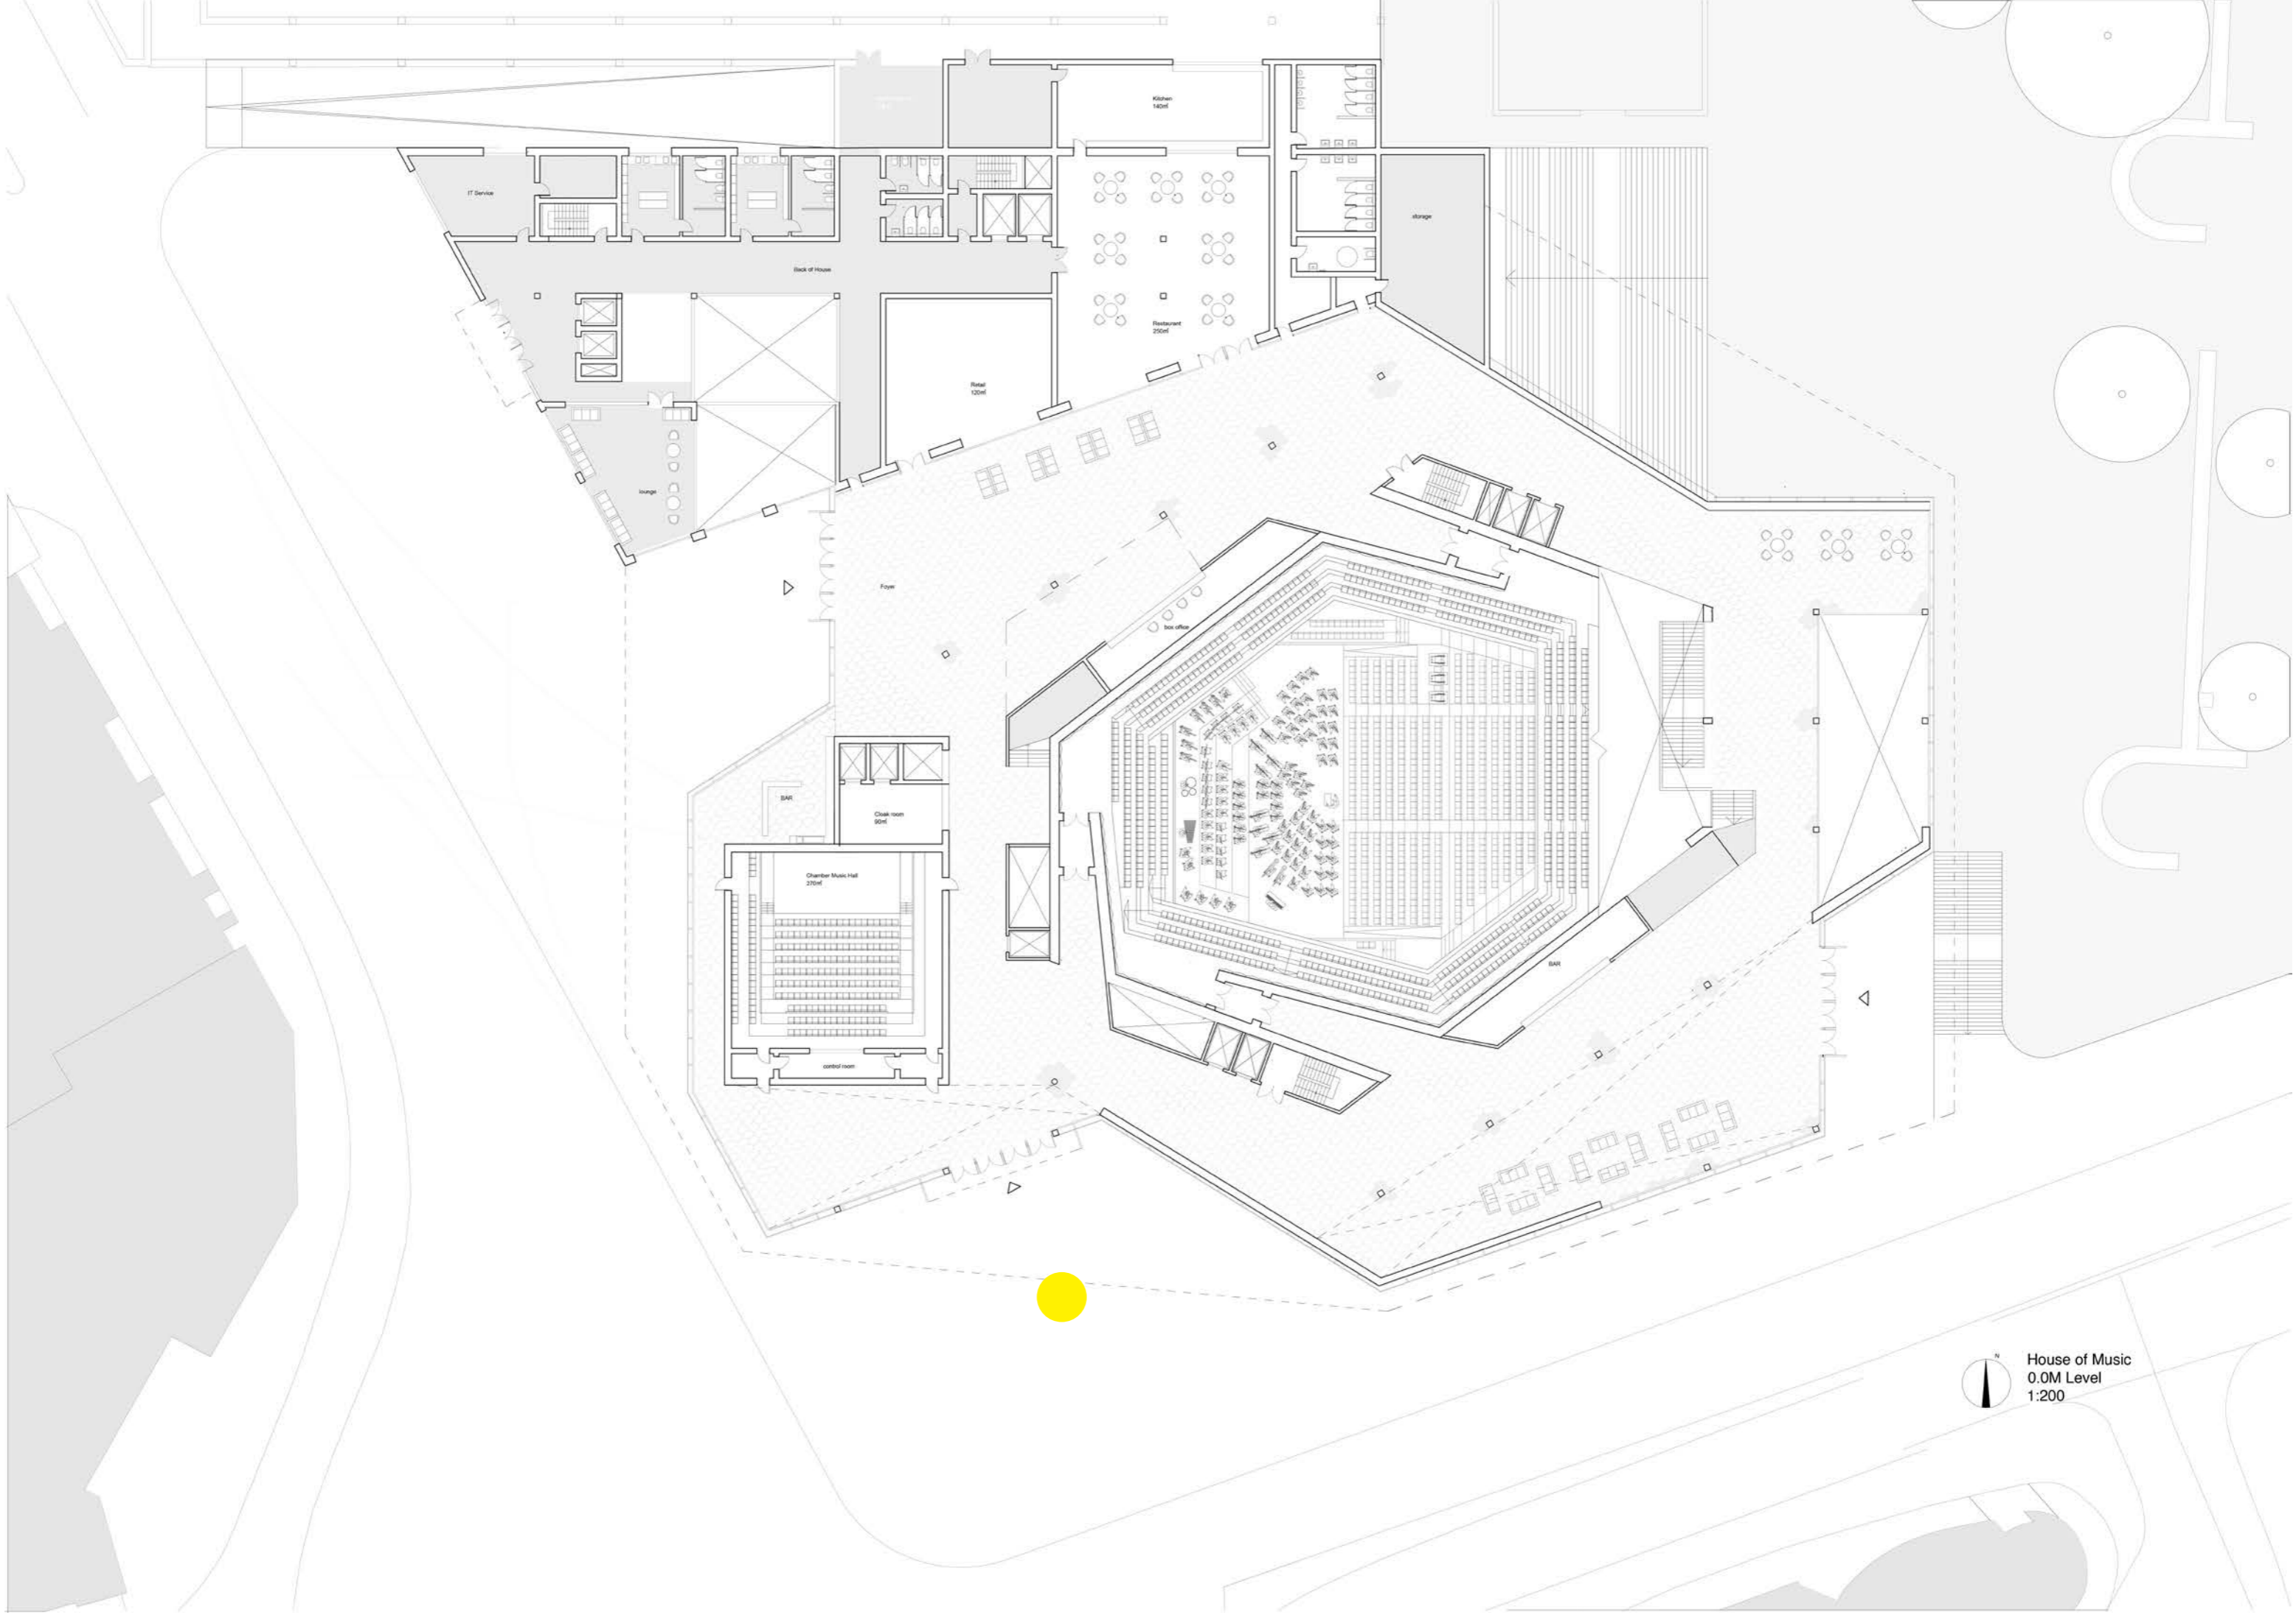 Kitchen
140㎡
IT Service
storage
Back of House
Restaurant
250㎡
Retail
120㎡
lounge
Foyer
box office
BAR
Cloak room
90㎡
Chamber Music Hall
270㎡
BAR
control room
N
House of Music
0.0M Level
1:200